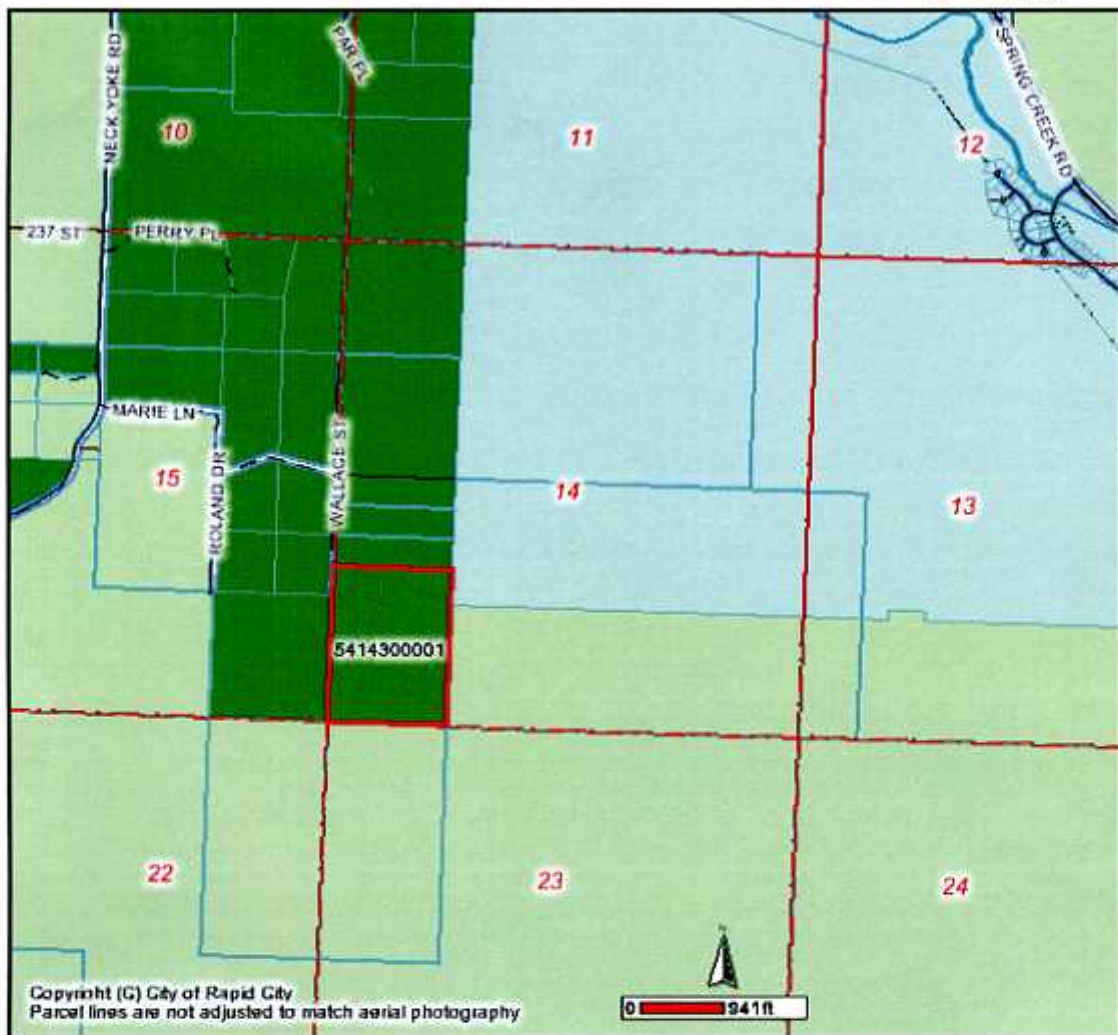 NECK YOKE RD
PAR PL
SPRING CREEK RD
10
11
12
237 ST
PERRY PL
MARIE LN
15
ROLAND DR
WALLACE ST
14
13
5414300001
22
23
24
N
Copyright (C) City of Rapid City
Parcel lines are not adjusted to match aerial photography
0 941ft